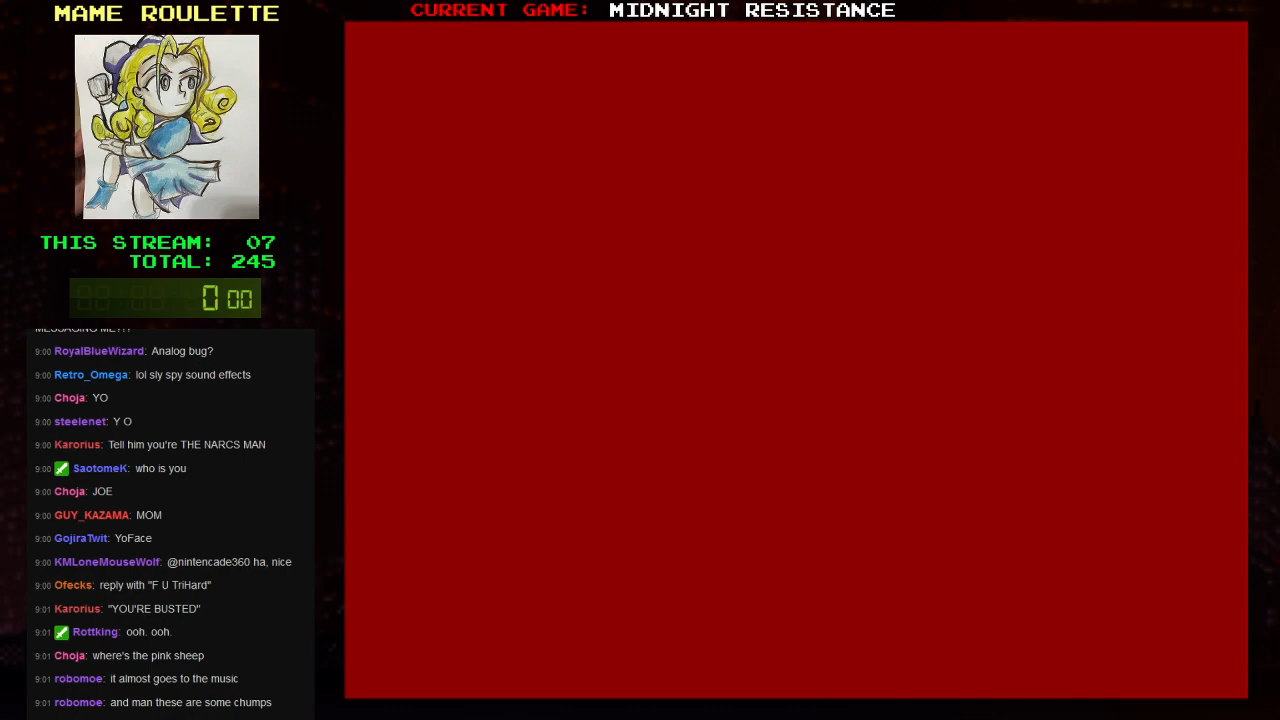 MAME ROULETTE
CURRENT GAME: MIDNIGHT RESISTANCE
THIS STREAM: 07
TOTAL: 245
0 00
MESSAGING ME???
9:00 RoyalBlueWizard: Analog bug?
9:00 Retro_Omega: lol sly spy sound effects
9:00 Choja: YO
9:00 steelenet: Y O
9:00 Karorius: Tell him you're THE NARCS MAN
9:00 SaotomeK: who is you
9:00 Choja: JOE
9:00 GUY_KAZAMA: MOM
9:00 GojiraTwit: YoFace
9:00 KMLoneMouseWolf: @nintencade360 ha, nice
9:00 Ofecks: reply with "F U TriHard"
9:01 Karorius: "YOU'RE BUSTED"
9:01 Rottking: ooh. ooh.
9:01 Choja: where's the pink sheep
9:01 robomoe: it almost goes to the music
9:01 robomoe: and man these are some chumps